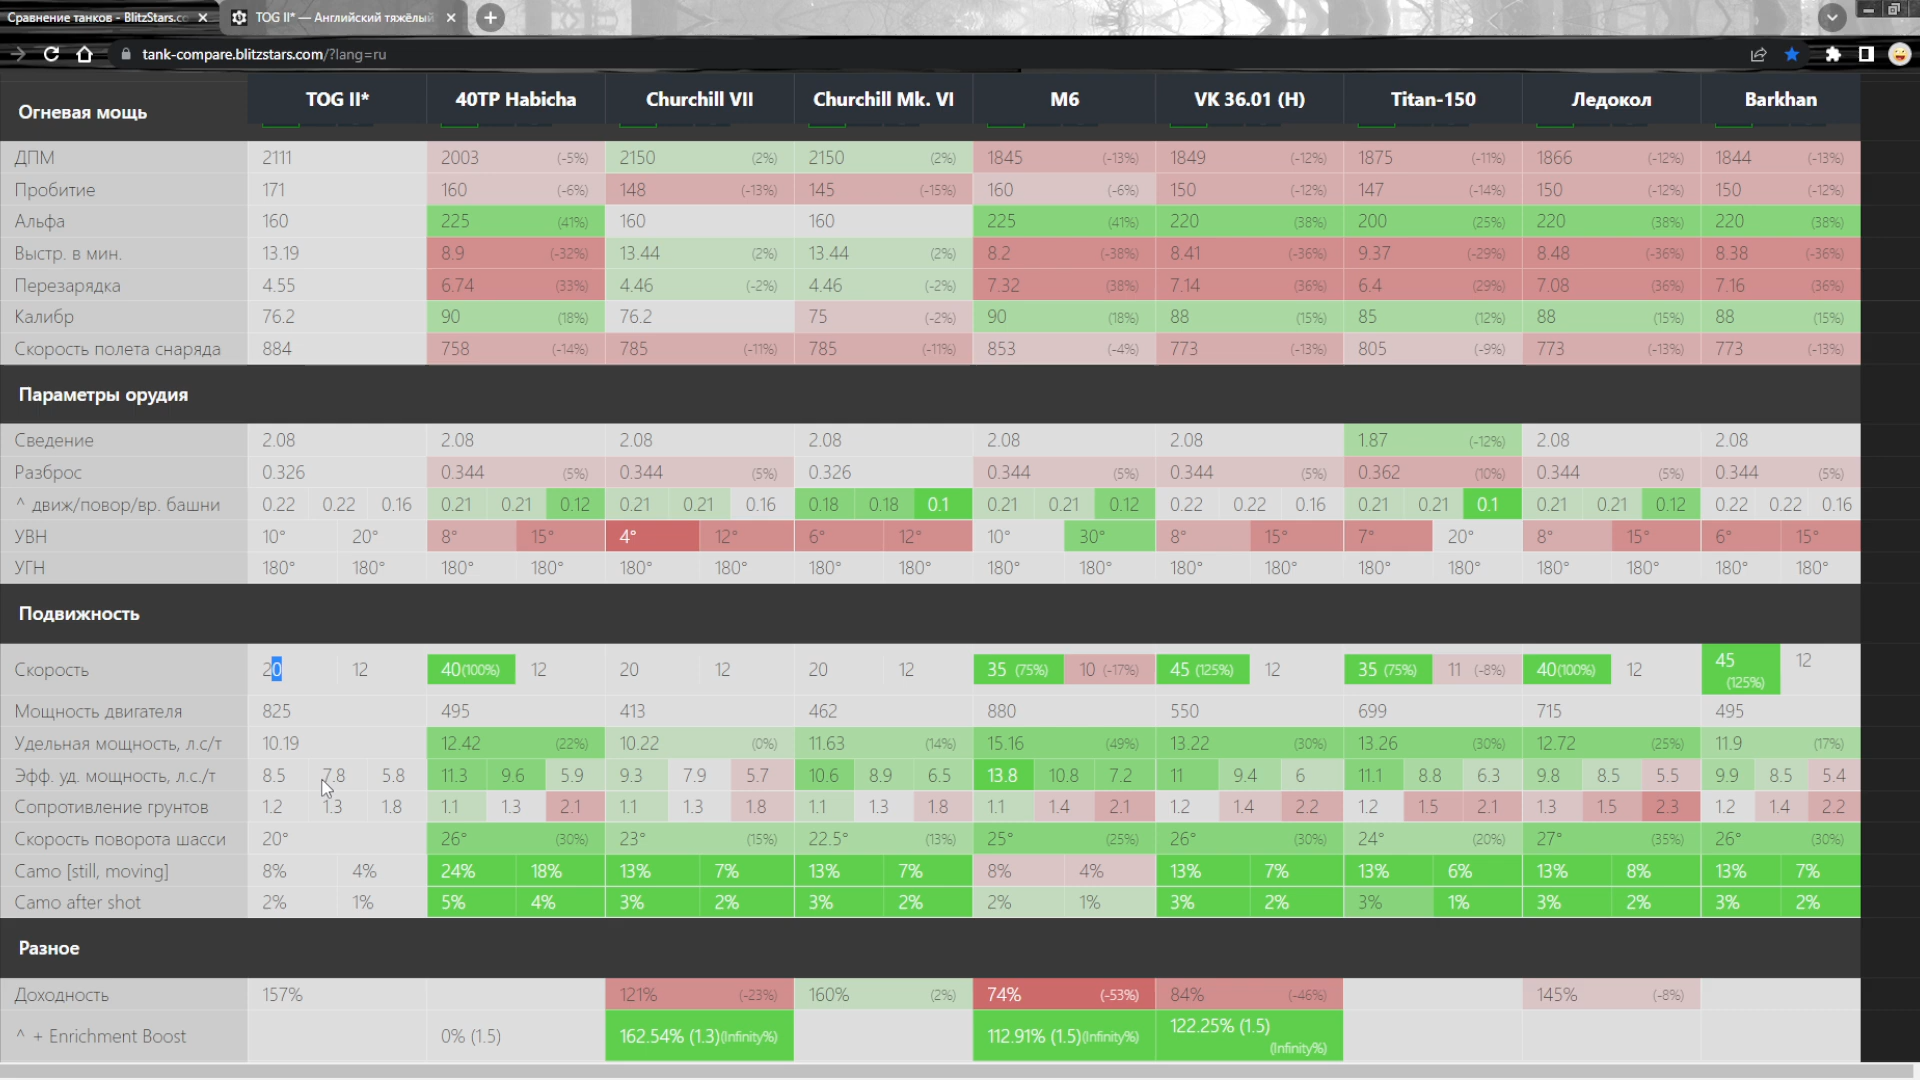 Сравнение танков - BlitzStars.cc
TOG II* — Английский тяжёлый
tank-compare.blitzstars.com/?lang=ru
Огневая мощь TOG II* 40TP Habicha Churchill VII Churchill Mk. VI M6 VK 36.01 (H) Titan-150 Ледокол Barkhan
ДПМ 2111 2003 (-5%) 2150 (2%) 2150 (2%) 1845 (-13%) 1849 (-12%) 1875 (-11%) 1866 (-12%) 1844 (-13%)
Пробитие 171 160 (-6%) 148 (-13%) 145 (-15%) 160 (-6%) 150 (-12%) 147 (-14%) 150 (-12%) 150 (-12%)
Альфа 160 225 (41%) 160 160 225 (41%) 220 (38%) 200 (25%) 220 (38%) 220 (38%)
Выстр. в мин. 13.19 8.9 (-32%) 13.44 (2%) 13.44 (2%) 8.2 (-38%) 8.41 (-36%) 9.37 (-29%) 8.48 (-36%) 8.38 (-36%)
Перезарядка 4.55 6.74 (33%) 4.46 (-2%) 4.46 (-2%) 7.32 (38%) 7.14 (36%) 6.4 (29%) 7.08 (36%) 7.16 (36%)
Калибр 76.2 90 (18%) 76.2 75 (-2%) 90 (18%) 88 (15%) 85 (12%) 88 (15%) 88 (15%)
Скорость полета снаряда 884 758 (-14%) 785 (-11%) 785 (-11%) 853 (-4%) 773 (-13%) 805 (-9%) 773 (-13%) 773 (-13%)
Параметры орудия
Сведение 2.08 2.08 2.08 2.08 2.08 2.08 1.87 (-12%) 2.08 2.08
Разброс 0.326 0.344 (5%) 0.344 (5%) 0.326 0.344 (5%) 0.344 (5%) 0.362 (10%) 0.344 (5%) 0.344 (5%)
^ движ/повор/вр. башни 0.22 0.22 0.16 0.21 0.21 0.12 0.21 0.21 0.16 0.18 0.18 0.1 0.21 0.21 0.12 0.22 0.22 0.16 0.21 0.21 0.1 0.21 0.21 0.12 0.22 0.22 0.16
УВН 10° 20° 8° 15° 4° 12° 6° 12° 10° 30° 8° 15° 7° 20° 8° 15° 6° 15°
УГН 180° 180° 180° 180° 180° 180° 180° 180° 180° 180° 180° 180° 180° 180° 180° 180° 180° 180°
Подвижность
Скорость 20 12 40(100%) 12 20 12 20 12 35 (75%) 10 (-17%) 45 (125%) 12 35 (75%) 11 (-8%) 40(100%) 12 45 (125%) 12
Мощность двигателя 825 495 413 462 880 550 699 715 495
Удельная мощность, л.с/т 10.19 12.42 (22%) 10.22 (0%) 11.63 (14%) 15.16 (49%) 13.22 (30%) 13.26 (30%) 12.72 (25%) 11.9 (17%)
Эфф. уд. мощность, л.с./т 8.5 7.8 5.8 11.3 9.6 5.9 9.3 7.9 5.7 10.6 8.9 6.5 13.8 10.8 7.2 11 9.4 6 11.1 8.8 6.3 9.8 8.5 5.5 9.9 8.5 5.4
Сопротивление грунтов 1.2 1.3 1.8 1.1 1.3 2.1 1.1 1.3 1.8 1.1 1.3 1.8 1.1 1.4 2.1 1.2 1.4 2.2 1.2 1.5 2.1 1.3 1.5 2.3 1.2 1.4 2.2
Скорость поворота шасси 20° 26° (30%) 23° (15%) 22.5° (13%) 25° (25%) 26° (30%) 24° (20%) 27° (35%) 26° (30%)
Camo [still, moving] 8% 4% 24% 18% 13% 7% 13% 7% 8% 4% 13% 7% 13% 6% 13% 8% 13% 7%
Camo after shot 2% 1% 5% 4% 3% 2% 3% 2% 2% 1% 3% 2% 3% 1% 3% 2% 3% 2%
Разное
Доходность 157% 121% (-23%) 160% (2%) 74% (-53%) 84% (-46%) 145% (-8%)
^ + Enrichment Boost 0% (1.5) 162.54% (1.3)(Infinity%) 112.91% (1.5)(Infinity%) 122.25% (1.5) (Infinity%)